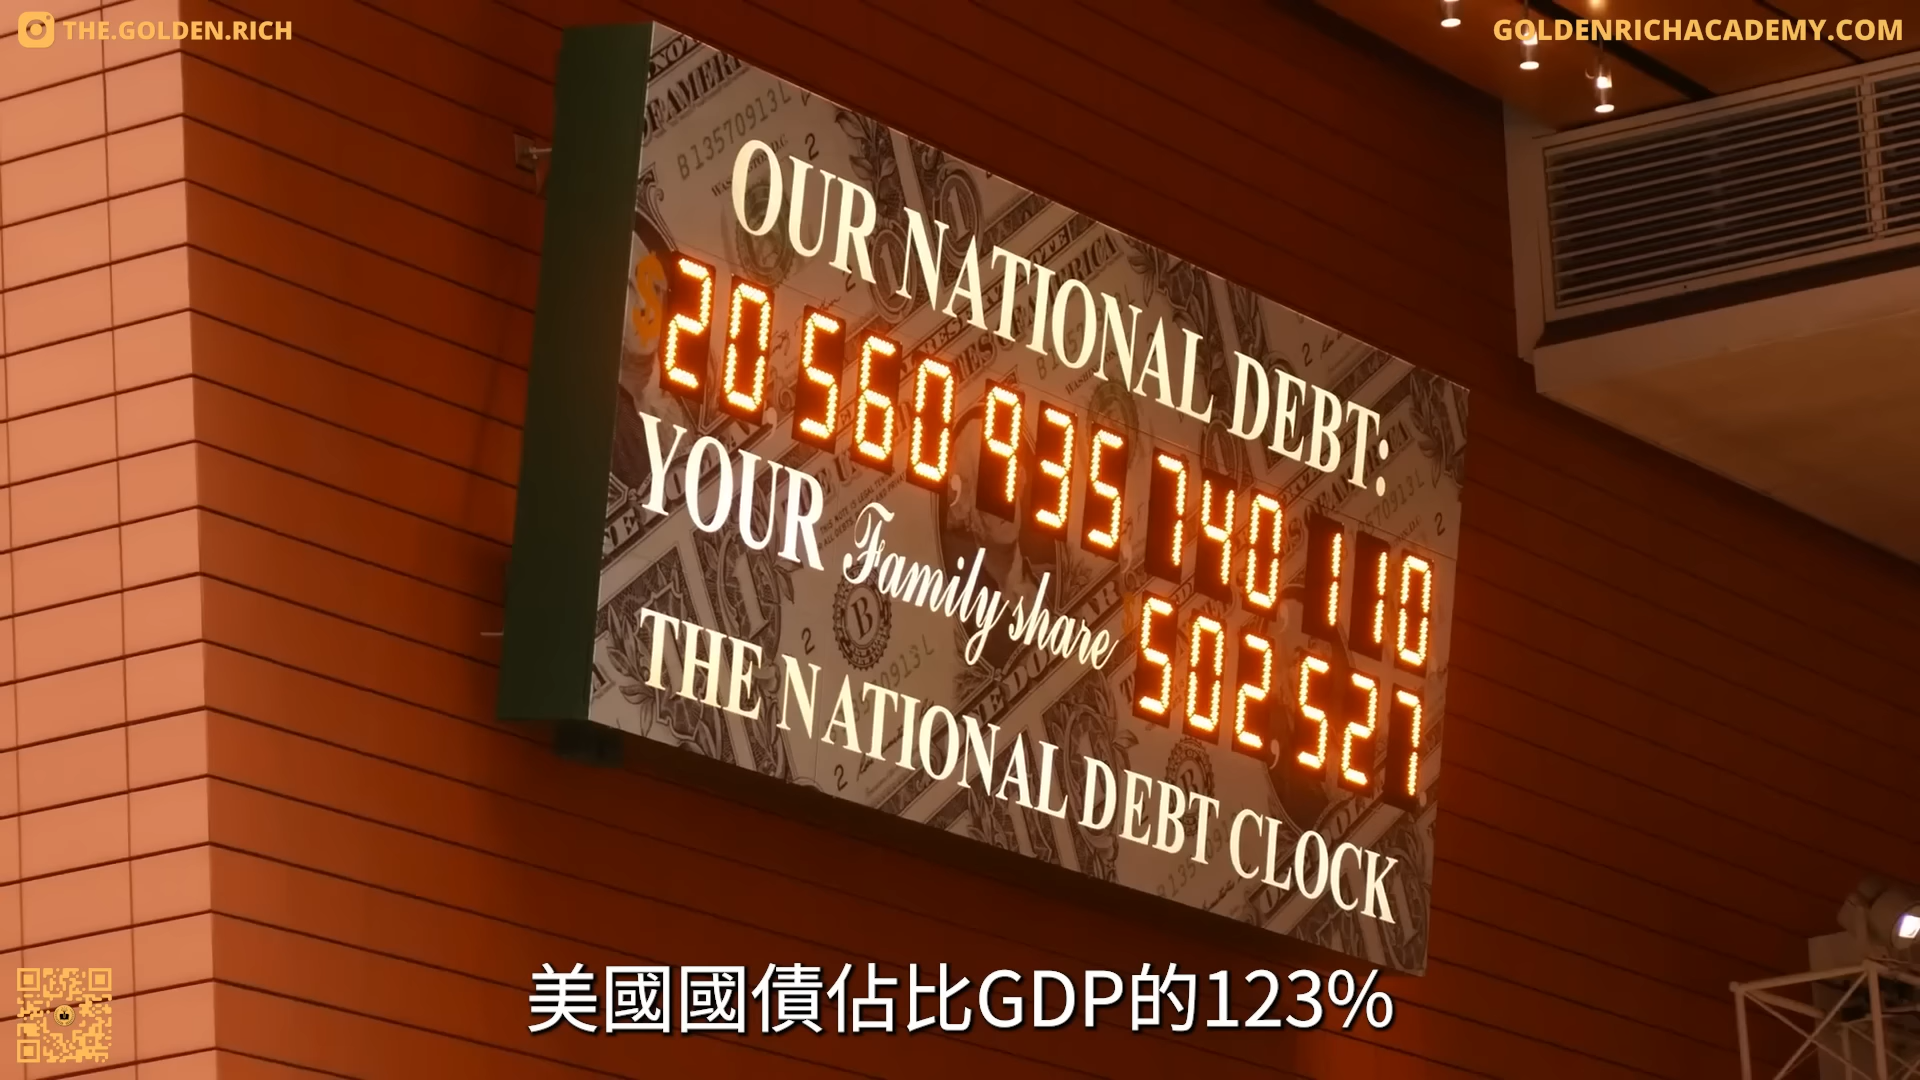 THE.GOLDEN.RICH
GOLDENRICHACADEMY.COM
OUR NATIONAL DEBT:
$20,560,935,740,110
YOUR Family share 502,527
THE NATIONAL DEBT CLOCK
美國國債佔比GDP的123%